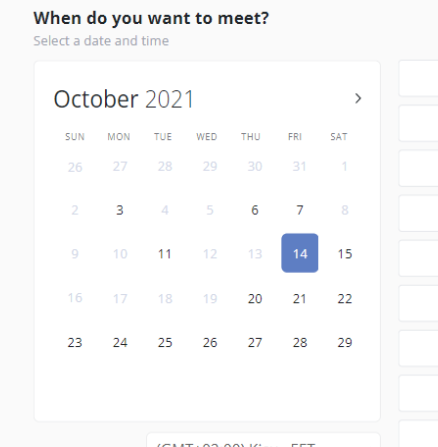 When do you want to meet?
Select a date and time
October 2021
SUN MON TUE WED THU FRI SAT
26 27 28 29 30 31 1
2 3 4 5 6 7 8
9 10 11 12 13 14 15
16 17 18 19 20 21 22
23 24 25 26 27 28 29